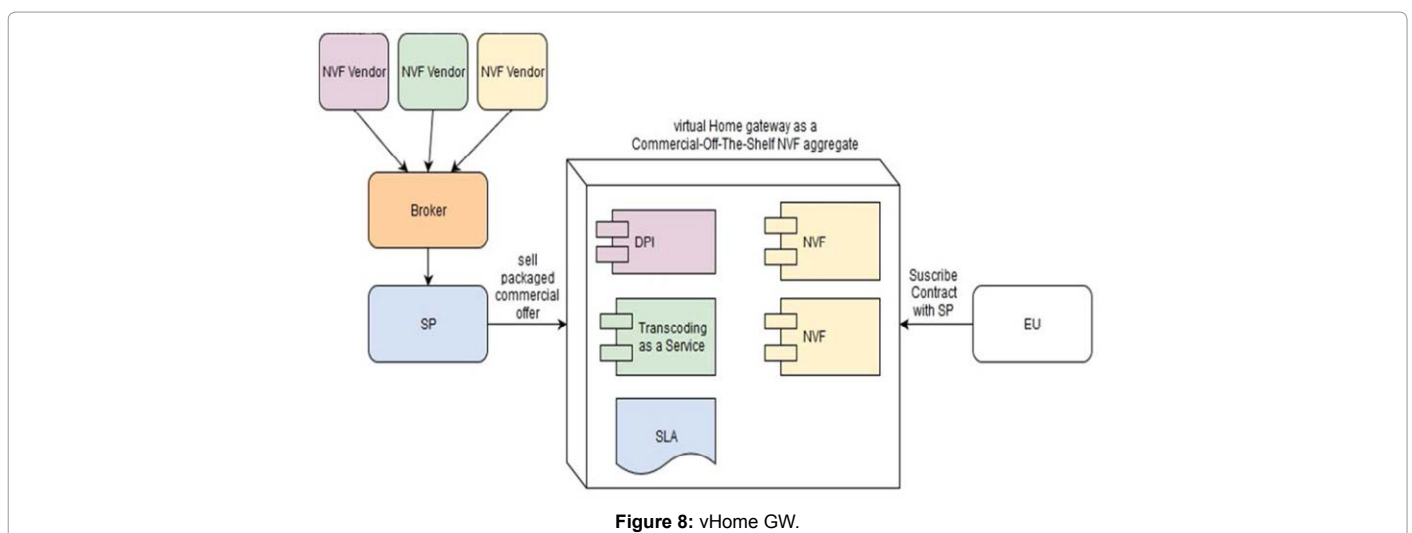 NVF Vendor
NVF Vendor
NVF Vendor
virtual Home gateway as a
Commercial-Off-The-Shelf NVF aggregate
Broker
DPI
NVF
sell
packaged
commercial
offer
SP
Transcoding
as a Service
NVF
Suscribe
Contract
with SP
EU
SLA
Figure 8: vHome GW.